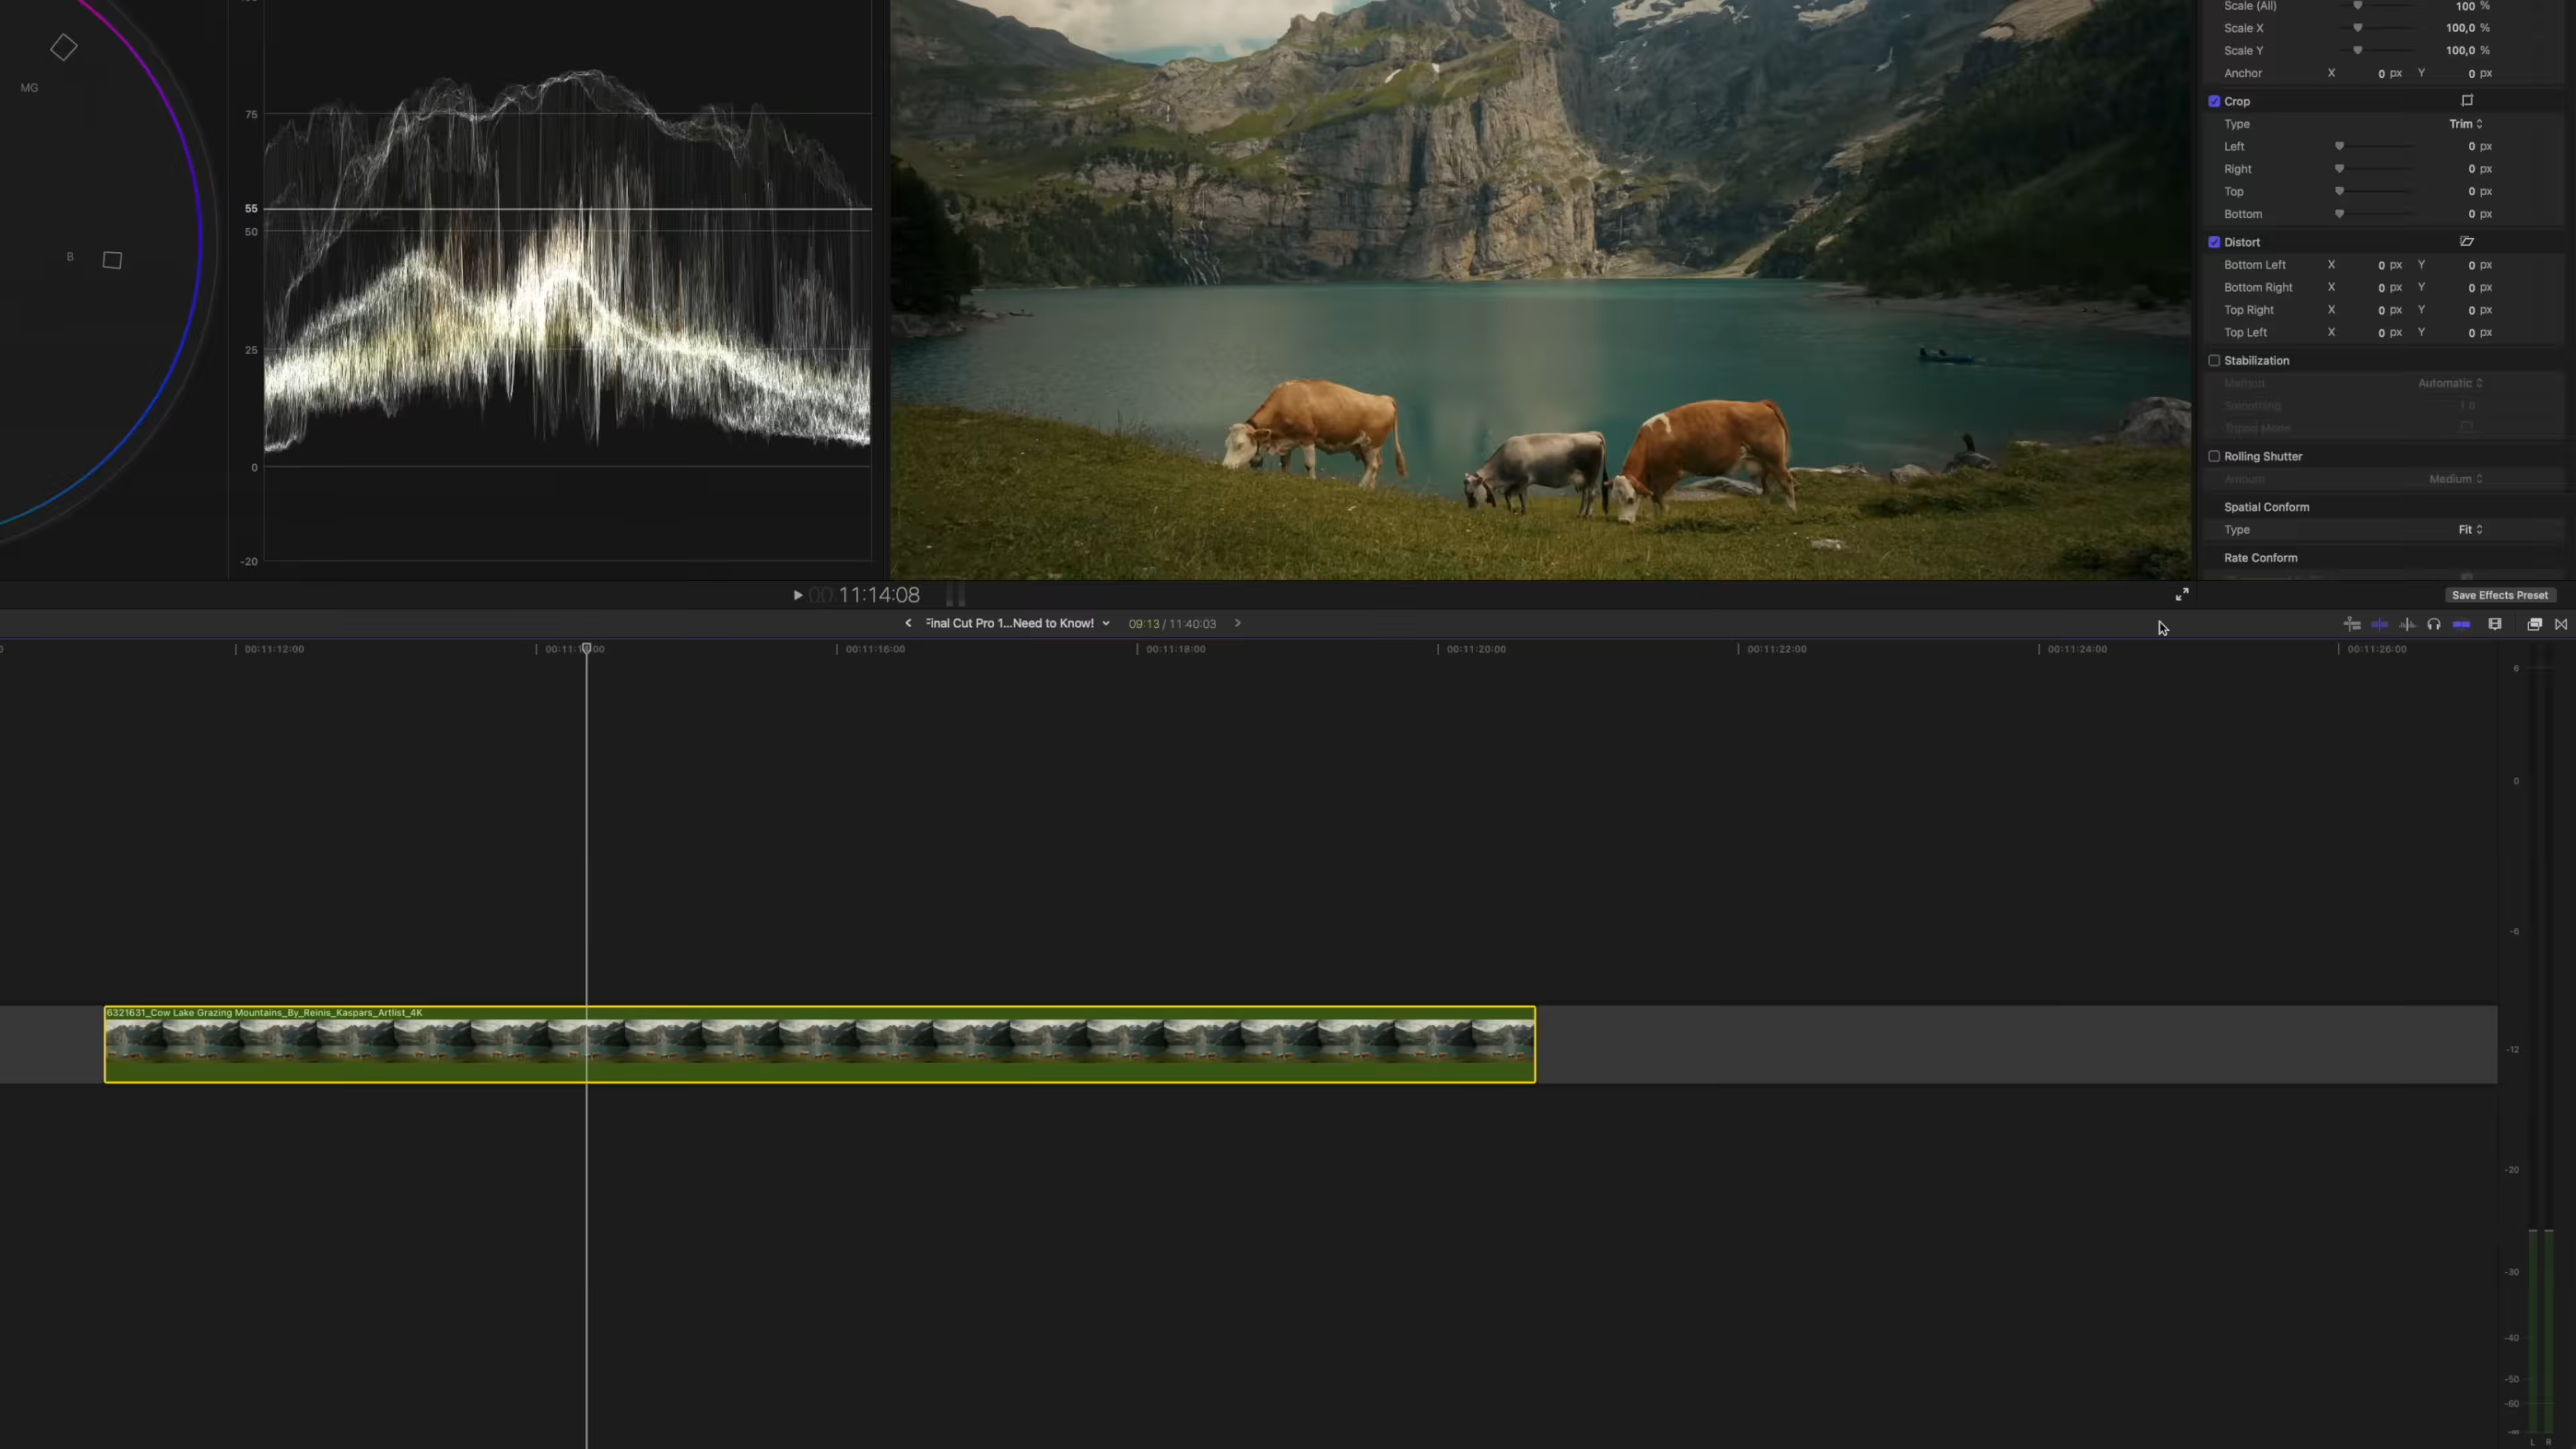 MG
B
100
75
55
50
25
0
-20
Scale (All) 100 %
Scale X 100,0 %
Scale Y 100,0 %
Anchor X 0 px Y 0 px
Crop
Type Trim
Left 0 px
Right 0 px
Top 0 px
Bottom 0 px
Distort
Bottom Left X 0 px Y 0 px
Bottom Right X 0 px Y 0 px
Top Right X 0 px Y 0 px
Top Left X 0 px Y 0 px
Stabilization
Method Automatic
Smoothing 1.0
Tripod Mode
Rolling Shutter
Amount Medium
Spatial Conform
Type Fit
Rate Conform
00:11:14:08
Save Effects Preset
Final Cut Pro 1...Need to Know! 09:13 / 11:40:03
00:11:12:00 00:11:16:00 00:11:18:00 00:11:20:00 00:11:22:00 00:11:24:00 00:11:26:00
6321631_Cow Lake Grazing Mountains_By_Reinis_Kaspars_Artlist_4K
6
0
-6
-12
-20
-30
-40
-50
-60
-∞
L R